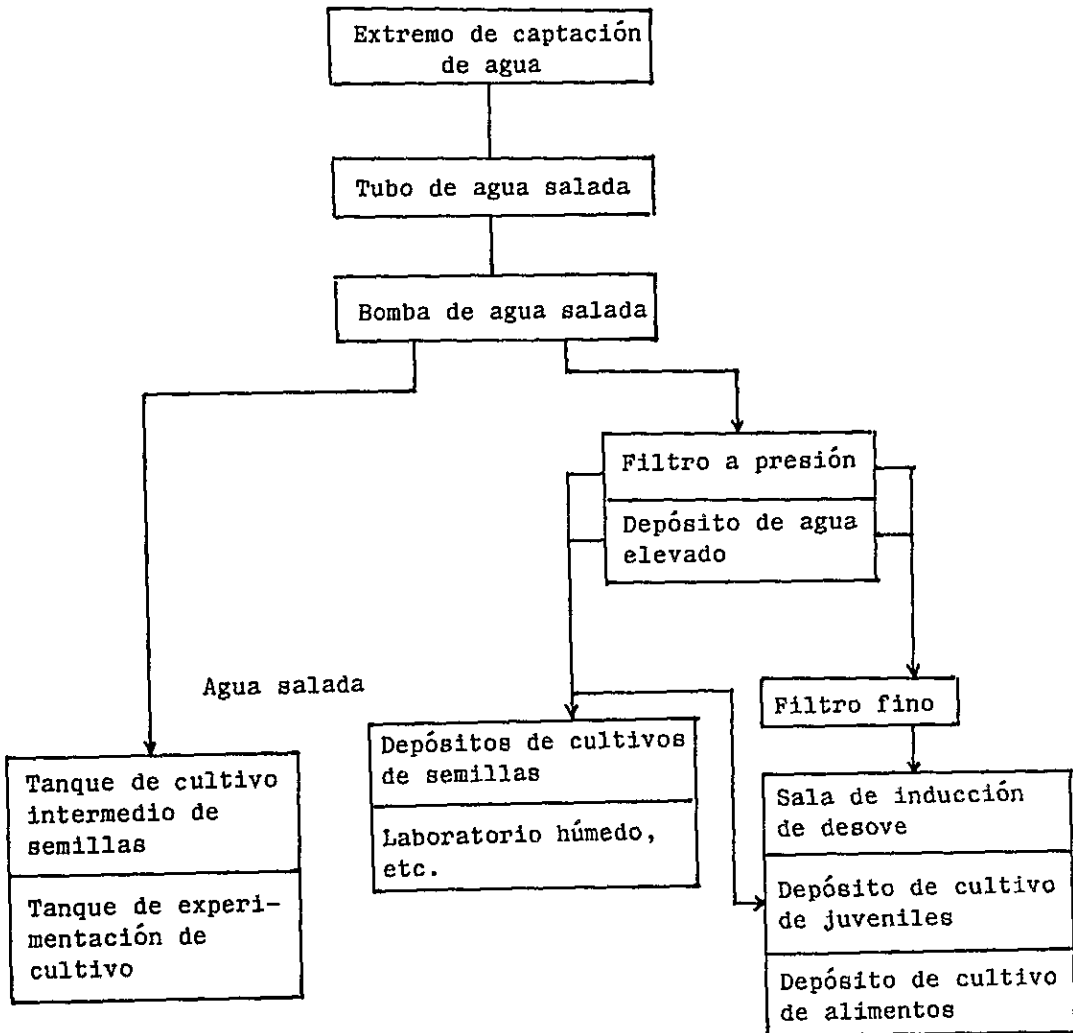 Extremo de captación
de agua
Tubo de agua salada
Bomba de agua salada
Filtro a presión
Depósito de agua
elevado
Agua salada
Filtro fino
Tanque de cultivo
intermedio de
semillas
Tanque de experi-
mentación de
cultivo
Depósitos de cultivos
de semillas
Laboratorio húmedo,
etc.
Sala de inducción
de desove
Depósito de cultivo
de juveniles
Depósito de cultivo
de alimentos